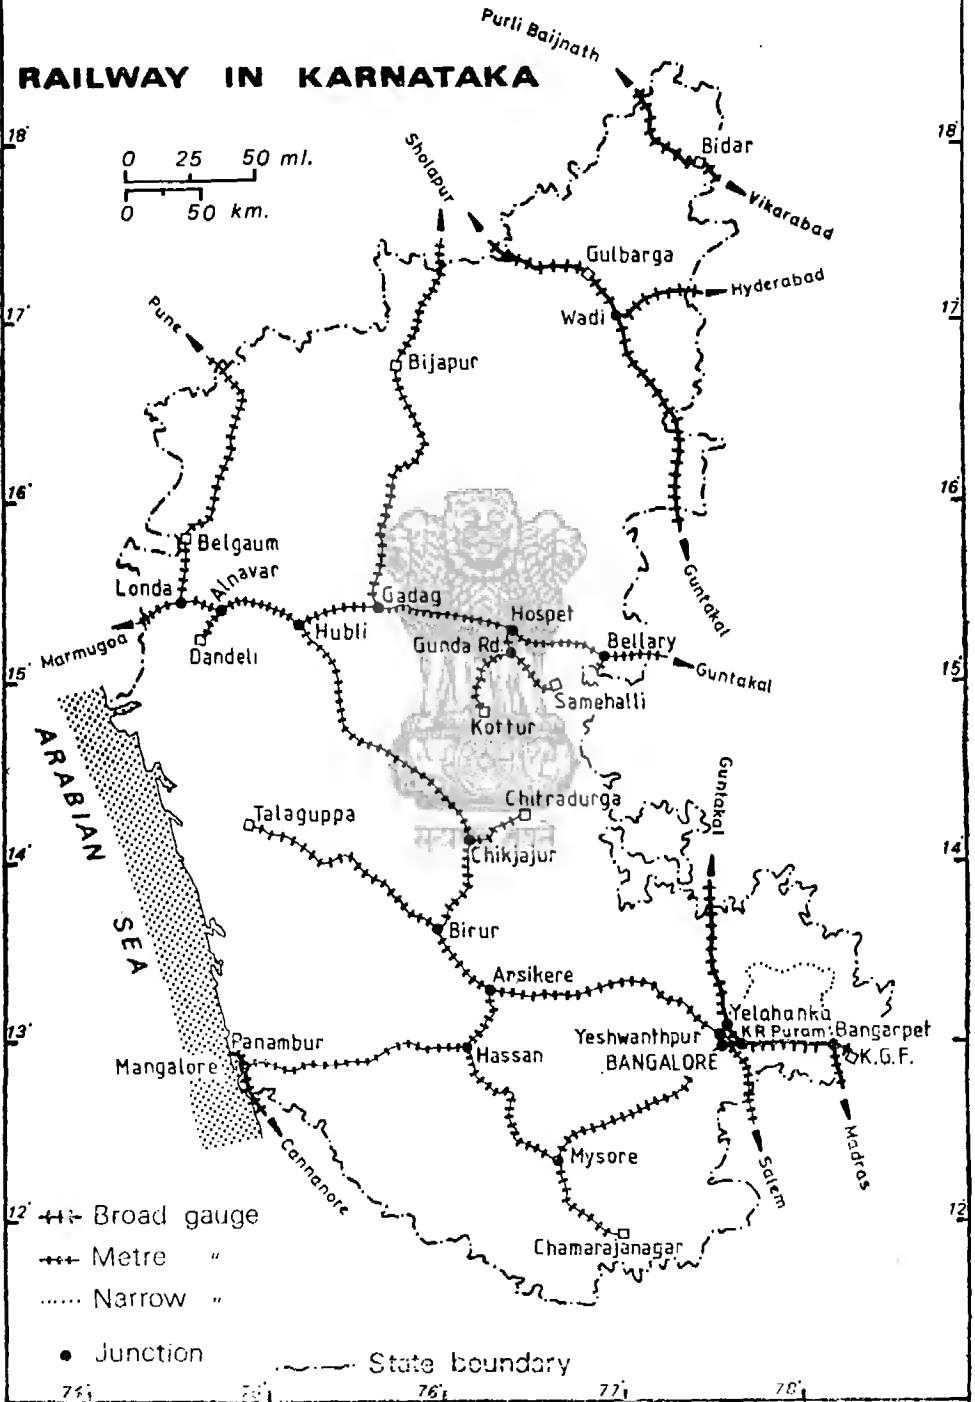 Purli Baijnath
RAILWAY IN KARNATAKA
18°
18°
0 25 50 ml.
0 50 km.
Sholapur
Bidar
Vikarabad
Gulbarga
Hyderabad
Pune
17°
Wadi
17°
Bijapur
16°
16°
Belgaum
Londa
Alnavar
Gadag
Hospet
Guntakal
Marmugoa
Hubli
Gunda Rd.
Bellary
Dandeli
15°
Guntakal
15°
Samehalli
Kottur
ARABIAN SEA
Guntakal
Talaguppa
Chitradurga
सत्यमेव जयते
14°
Chikjajur
14°
Birur
Arsikere
Yelahanka
13°
Panambur
Yeshwanthpur
KR Puram
Bangarpet
13°
Mangalore
Hassan
BANGALORE
K.G.F.
Cannanore
Mysore
Salem
Madras
12°
Broad gauge
12
Metre "
Chamarajanagar
Narrow "
Junction
State boundary
76°
77
78°